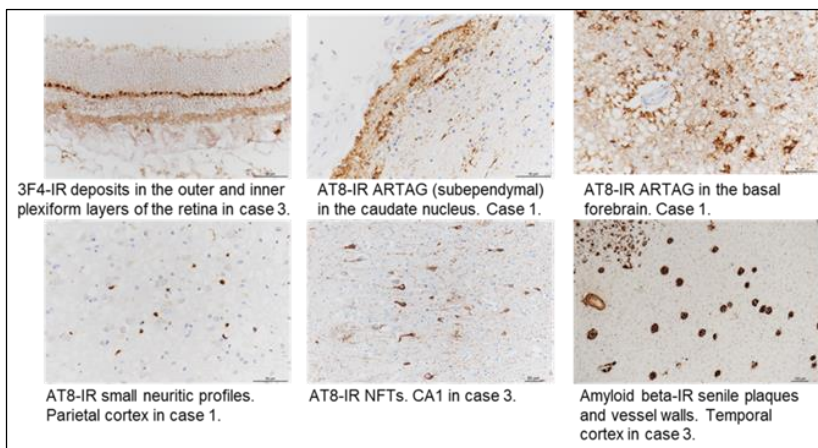 3F4-IR deposits in the outer and inner
plexiform layers of the retina in case 3.
AT8-IR ARTAG (subependymal)
in the caudate nucleus. Case 1.
AT8-IR ARTAG in the basal
forebrain. Case 1.
AT8-IR small neuritic profiles.
Parietal cortex in case 1.
AT8-IR NFTs. CA1 in case 3.
Amyloid beta-IR senile plaques
and vessel walls. Temporal
cortex in case 3.